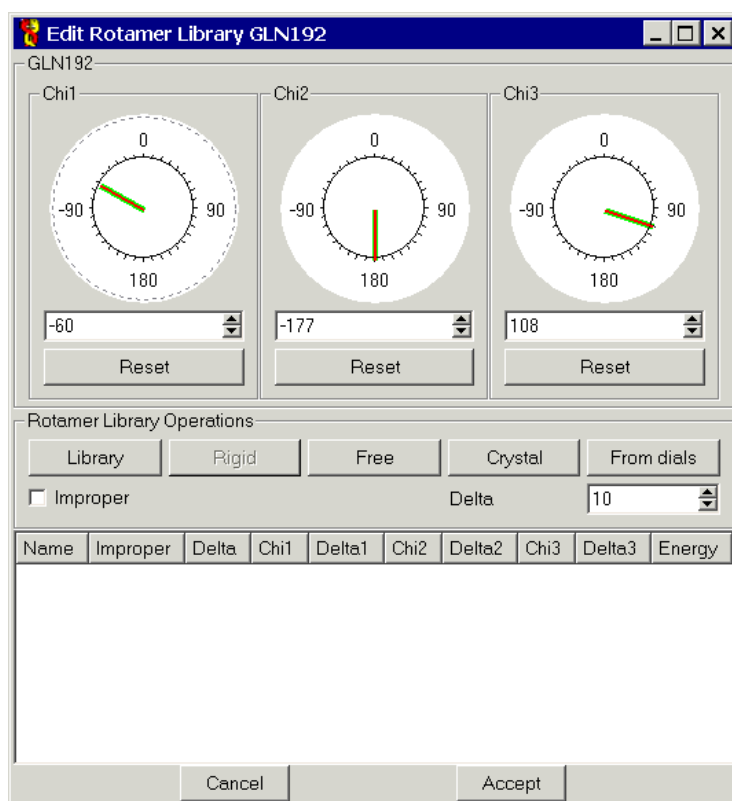 Edit Rotamer Library GLN192
GLN192
Chi1 Chi2 Chi3
0 0 0
-90 90 -90 90 -90 90
180 180 180
-60 -177 108
Reset Reset Reset
Rotamer Library Operations
Library Rigid Free Crystal From dials
Improper Delta 10
Name Improper Delta Chi1 Delta1 Chi2 Delta2 Chi3 Delta3 Energy
Cancel Accept